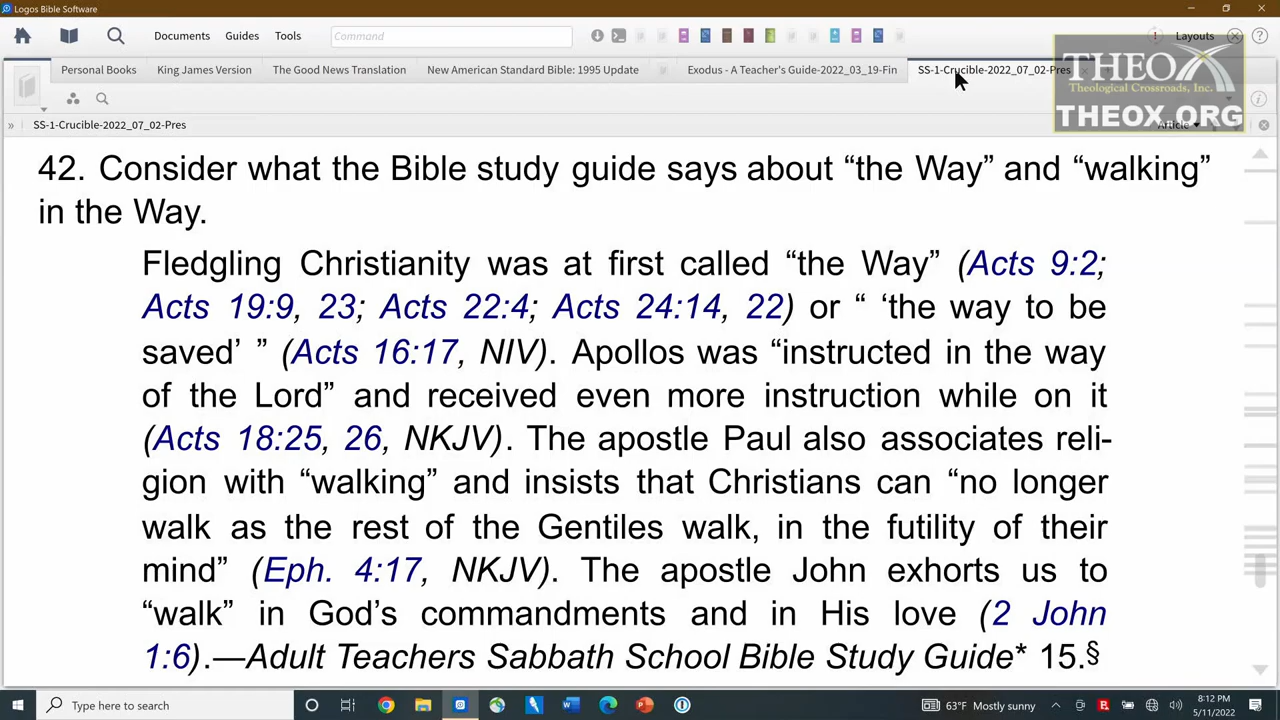 Logos Bible Software
Documents Guides Tools Command Layouts
Personal Books King James Version The Good News Translation New American Standard Bible: 1995 Update Exodus - A Teacher's Guide-2022_03_19-Fin SS-1-Crucible-2022_07_02-Pres
THEOX
Theological Crossroads, Inc.
THEOX.ORG
SS-1-Crucible-2022_07_02-Pres Article
42. Consider what the Bible study guide says about “the Way” and “walking”
in the Way.
Fledgling Christianity was at first called “the Way” (Acts 9:2;
Acts 19:9, 23; Acts 22:4; Acts 24:14, 22) or “ ‘the way to be
saved’ ” (Acts 16:17, NIV). Apollos was “instructed in the way
of the Lord” and received even more instruction while on it
(Acts 18:25, 26, NKJV). The apostle Paul also associates reli-
gion with “walking” and insists that Christians can “no longer
walk as the rest of the Gentiles walk, in the futility of their
mind” (Eph. 4:17, NKJV). The apostle John exhorts us to
“walk” in God’s commandments and in His love (2 John
1:6).—Adult Teachers Sabbath School Bible Study Guide* 15.§
Type here to search
63°F Mostly sunny
8:12 PM
5/11/2022